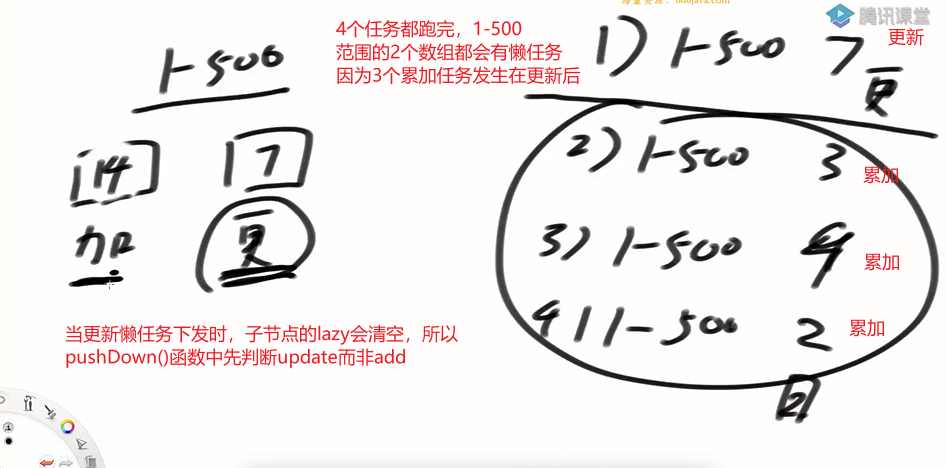 海量资源：666java.com
腾讯课堂
4个任务都跑完，1-500
范围的2个数组都会有懒任务
因为3个累加任务发生在更新后
1-500
14 7
加 更
当更新懒任务下发时，子节点的lazy会清空，所以
pushDown()函数中先判断update而非add
1) 1-500 7 更新
更
2) 1-500 3 累加
3) 1-500 4 累加
4) 1-500 2 累加